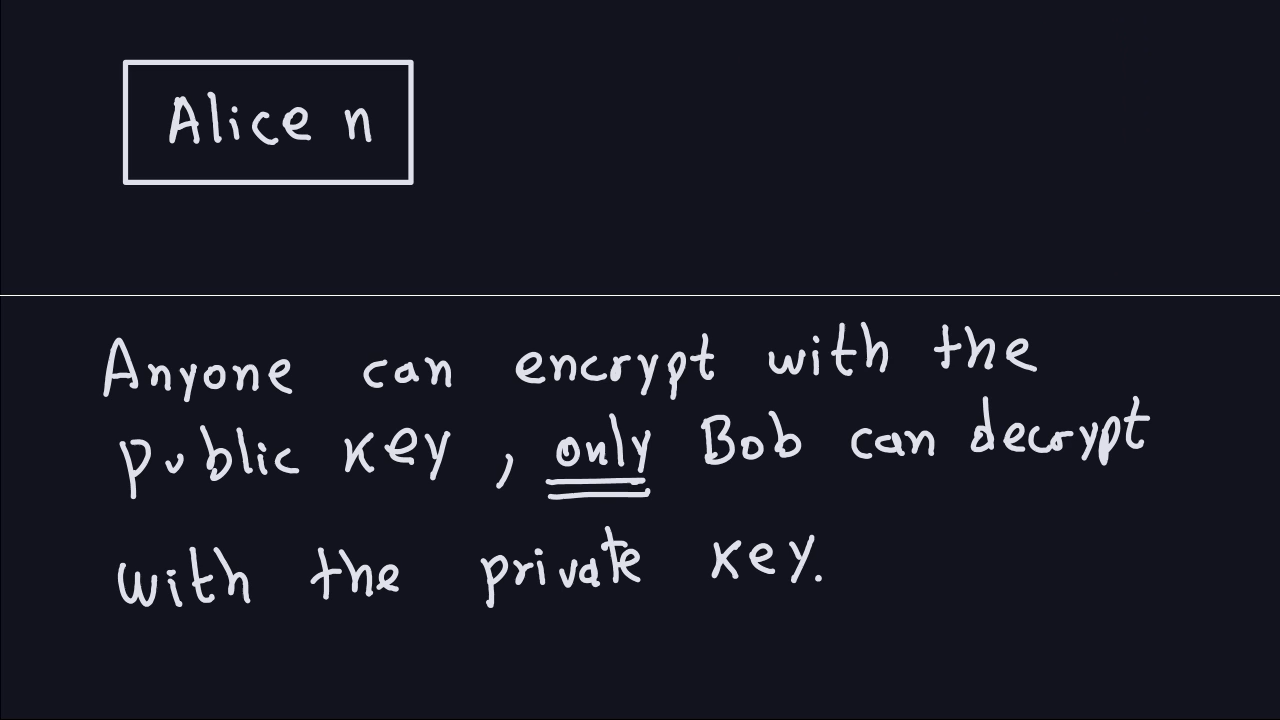 Alice n
Anyone can encrypt with the
public key, only Bob can decrypt
with the private key.